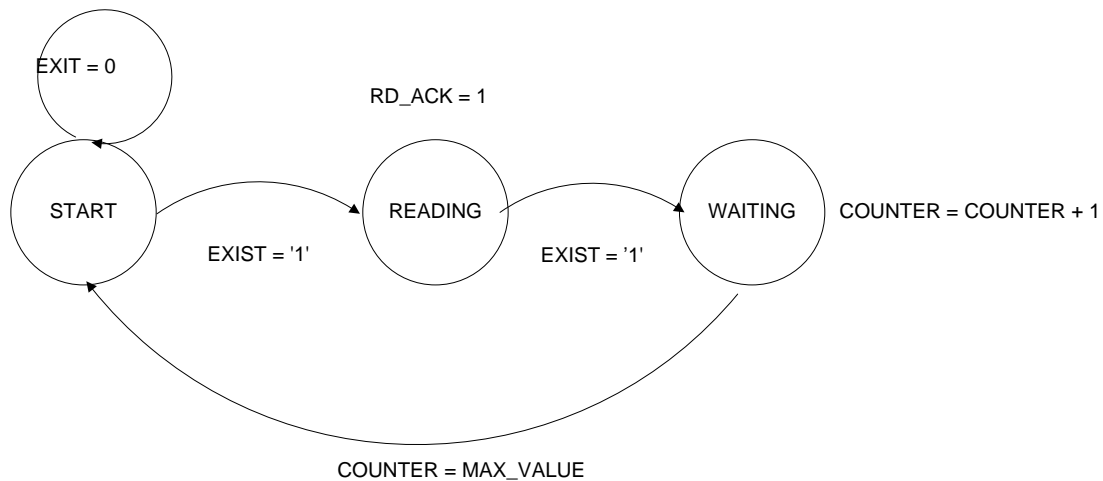 EXIT = 0
RD_ACK = 1
START
READING
WAITING
COUNTER = COUNTER + 1
EXIST = '1'
EXIST = '1'
COUNTER = MAX_VALUE